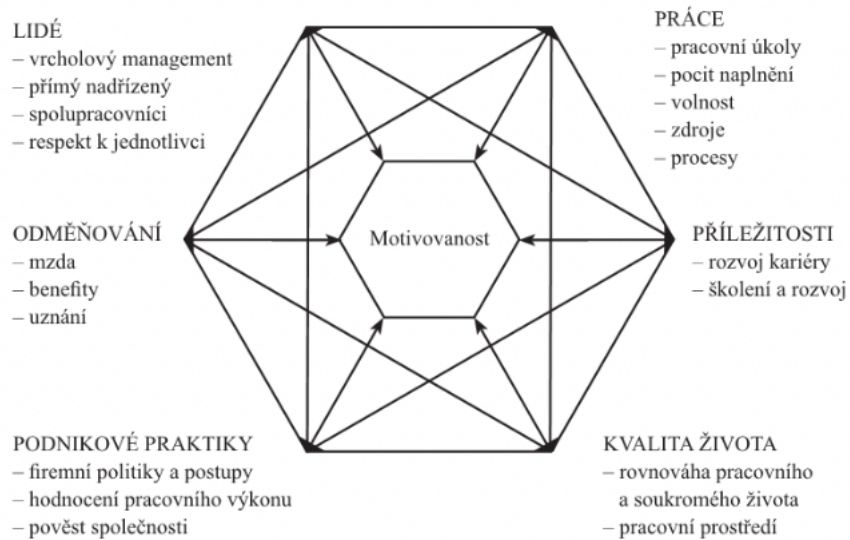 LIDÉ
– vrcholový management
– přímý nadřízený
– spolupracovníci
– respekt k jednotlivci
PRÁCE
– pracovní úkoly
– pocit naplnění
– volnost
– zdroje
– procesy
ODMĚŇOVÁNÍ
– mzda
– benefity
– uznání
Motivovanost
PŘÍLEŽITOSTI
– rozvoj kariéry
– školení a rozvoj
PODNIKOVÉ PRAKTIKY
– firemní politiky a postupy
– hodnocení pracovního výkonu
– pověst společnosti
KVALITA ŽIVOTA
– rovnováha pracovního
a soukromého života
– pracovní prostředí